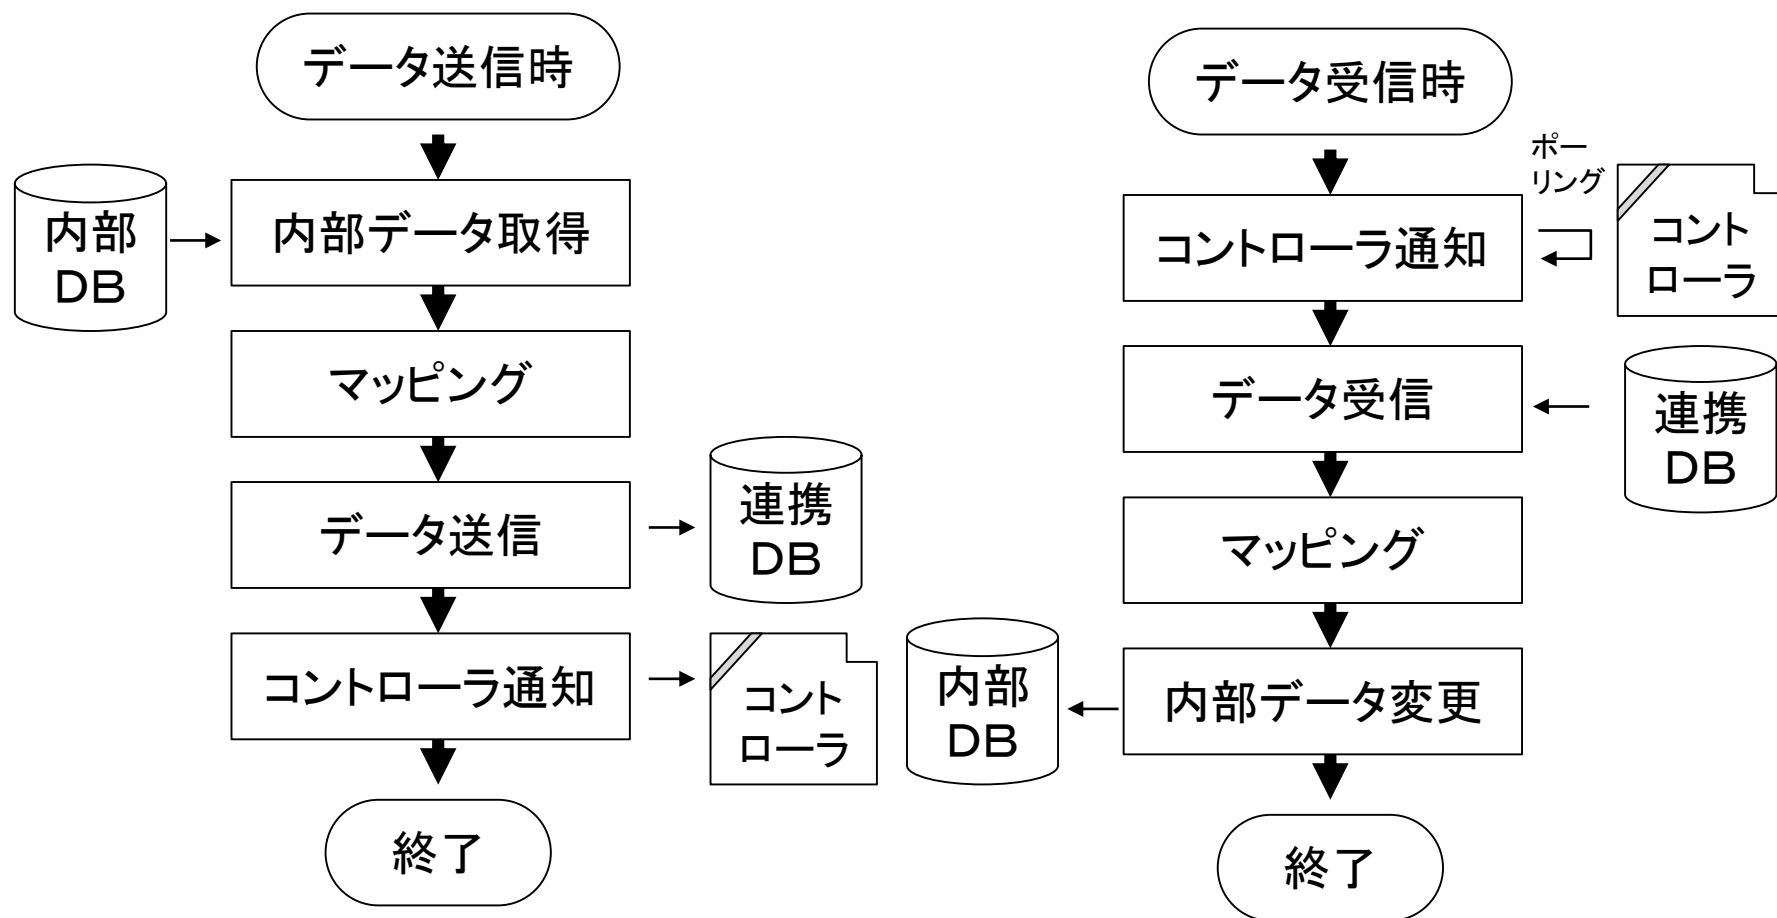 データ送信時
内部
DB
内部データ取得
マッピング
データ送信
連携
DB
コントローラ通知
コント
ローラ
終了
データ受信時
ポー
リング
コントローラ通知
コント
ローラ
データ受信
連携
DB
マッピング
内部データ変更
内部
DB
終了